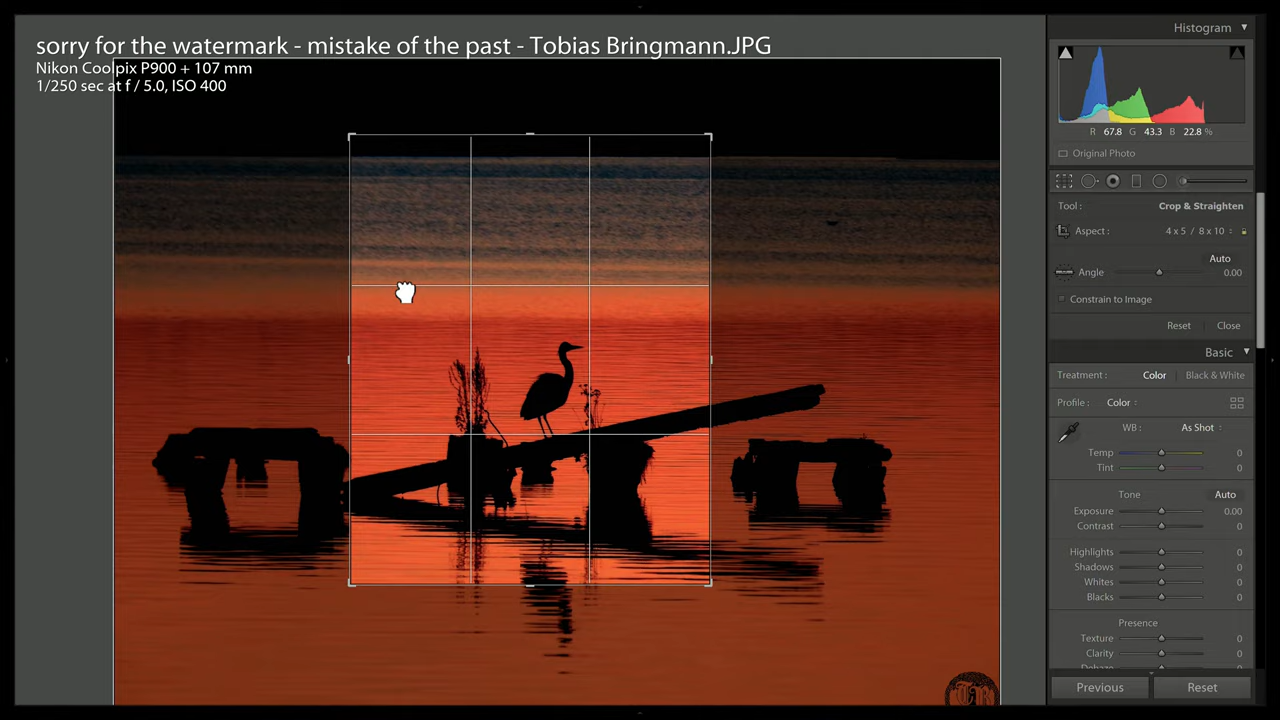 sorry for the watermark - mistake of the past - Tobias Bringmann.JPG
Nikon Coolpix P900 + 107 mm
1/250 sec at f / 5.0, ISO 400
Histogram
R 67.8 G 43.3 B 22.8 %
Original Photo
Tool : Crop & Straighten
Aspect : 4 x 5 / 8 x 10
Auto
Angle 0.00
Constrain to Image
Reset Close
Basic
Treatment : Color Black & White
Profile : Color
WB : As Shot
Temp 0
Tint 0
Tone Auto
Exposure 0.00
Contrast 0
Highlights 0
Shadows 0
Whites 0
Blacks 0
Presence
Texture 0
Clarity 0
Dehaze
Previous Reset